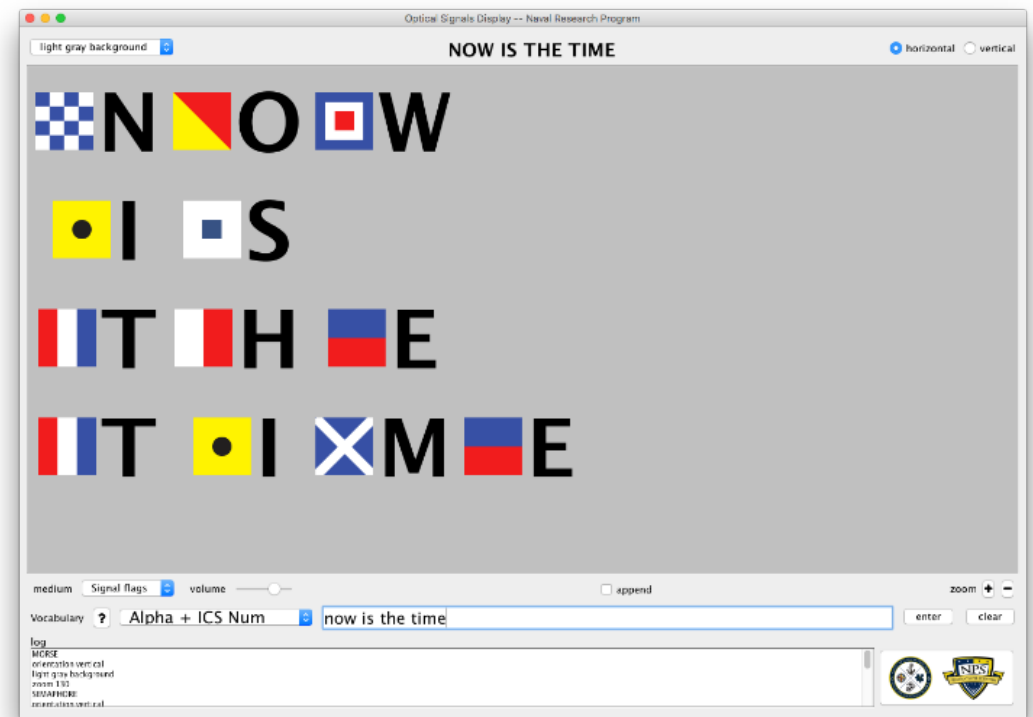 Optical Signals Display -- Naval Research Program
light gray background NOW IS THE TIME horizontal vertical
N O W
I S
T H E
T I M E
medium Signal flags volume append zoom + -
Vocabulary ? Alpha + ICS Num now is the time enter clear
log
MORSE
orientation vertical
light gray background
zoom 130
SEMAPHORE
orientation vertical
NPS